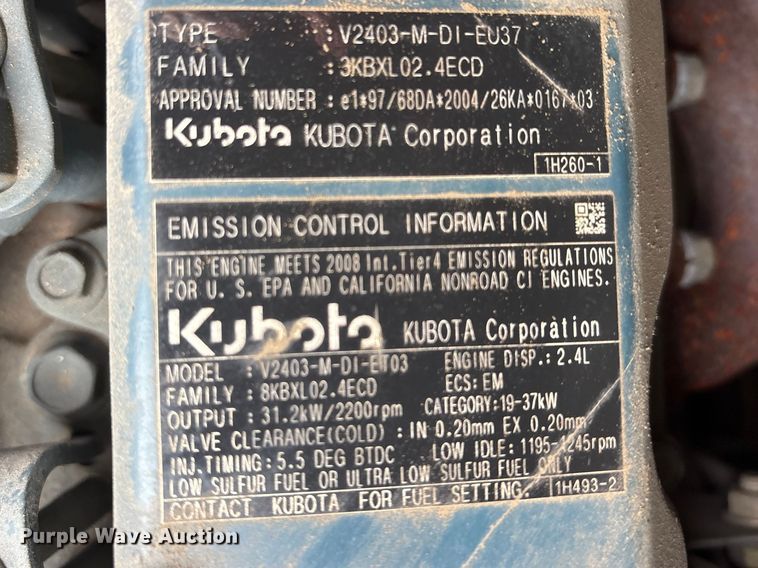 TYPE : V2403-M-DI-EU37
FAMILY : 3KBXL02.4ECD
APPROVAL NUMBER : e1*97/68DA*2004/26KA*0167*03
Kubota KUBOTA Corporation
1H260-1
EMISSION CONTROL INFORMATION
THIS ENGINE MEETS 2008 Int.Tier4 EMISSION REGULATIONS
FOR U. S. EPA AND CALIFORNIA NONROAD CI ENGINES.
Kubota KUBOTA Corporation
MODEL : V2403-M-DI-ET03 ENGINE DISP.: 2.4L
FAMILY : 8KBXL02.4ECD ECS: EM
OUTPUT : 31.2kW/2200rpm CATEGORY:19-37kW
VALVE CLEARANCE(COLD) : IN 0.20mm EX 0.20mm
INJ.TIMING: 5.5 DEG BTDC LOW IDLE: 1195-1245rpm
LOW SULFUR FUEL OR ULTRA LOW SULFUR FUEL ONLY
CONTACT KUBOTA FOR FUEL SETTING. 1H493-2
Purple Wave Auction